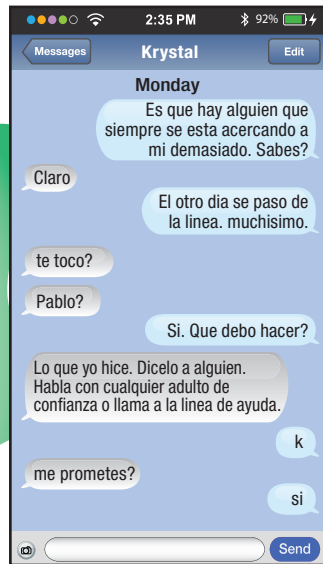 2:35 PM
92%
Messages
Krystal
Edit
Monday
Es que hay alguien que
siempre se esta acercando a
mi demasiado. Sabes?
Claro
El otro dia se paso de
la linea. muchisimo.
te toco?
Pablo?
Si. Que debo hacer?
Lo que yo hice. Dicelo a alguien.
Habla con cualquier adulto de
confianza o llama a la linea de ayuda.
k
me prometes?
si
Send